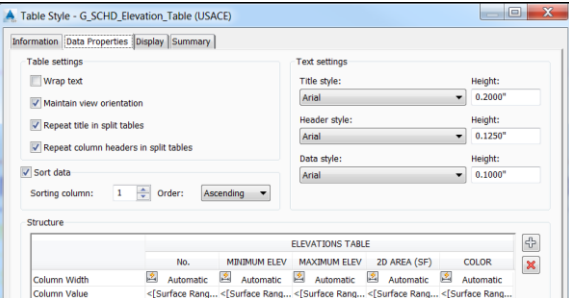 Table Style - G_SCHD_Elevation_Table (USACE)
Information Data Properties Display Summary
Table settings
Wrap text
Maintain view orientation
Repeat title in split tables
Repeat column headers in split tables
Sort data
Sorting column: 1 Order: Ascending
Text settings
Title style: Height:
Arial 0.2000"
Header style: Height:
Arial 0.1250"
Data style: Height:
Arial 0.1000"
Structure
ELEVATIONS TABLE
No. MINIMUM ELEV MAXIMUM ELEV 2D AREA (SF) COLOR
Column Width Automatic Automatic Automatic Automatic Automatic
Column Value <[Surface Rang... <[Surface Rang... <[Surface Rang... <[Surface Rang... <[Surface Rang...